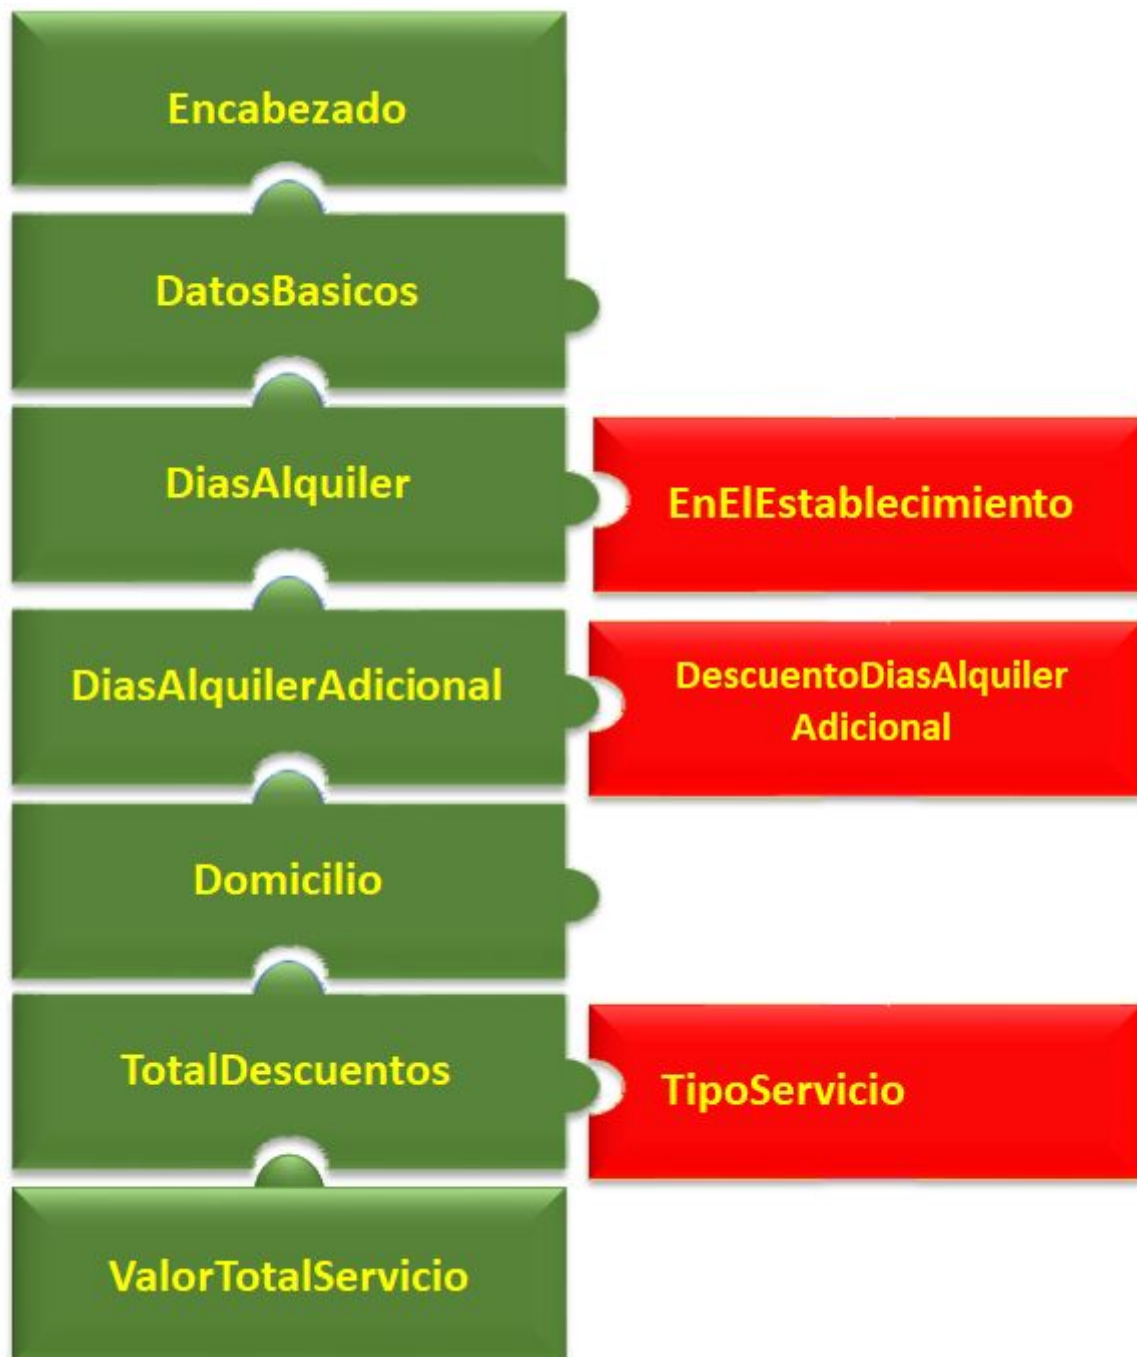 Encabezado
DatosBasicos
DiasAlquiler
EnElEstablecimiento
DiasAlquilerAdicional
DescuentoDiasAlquiler
Adicional
Domicilio
TotalDescuentos
TipoServicio
ValorTotalServicio